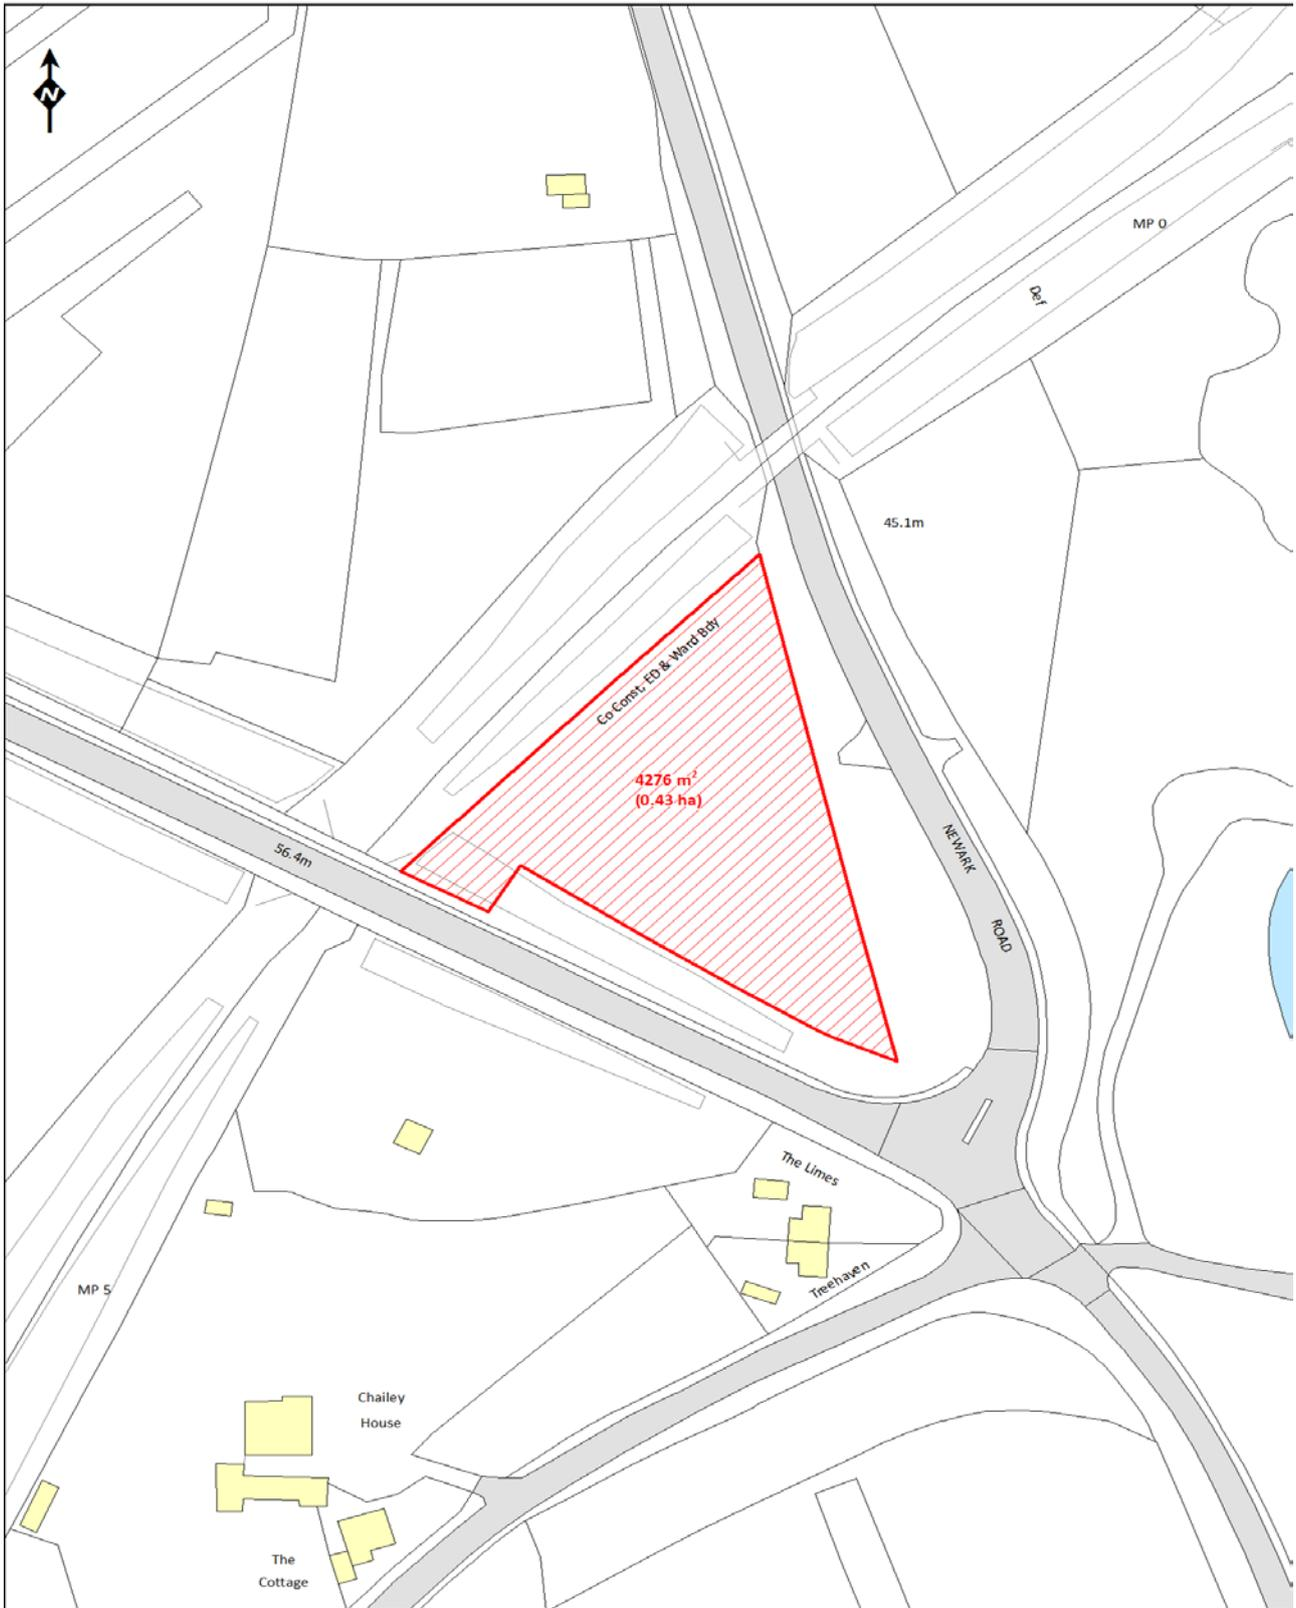 N
MP 0
Def
45.1m
Co Const, ED & Ward Bdy
4276 m²
(0.43 ha)
56.4m
NEWARK
ROAD
The Limes
Treehaven
MP 5
Chailey
House
The
Cottage